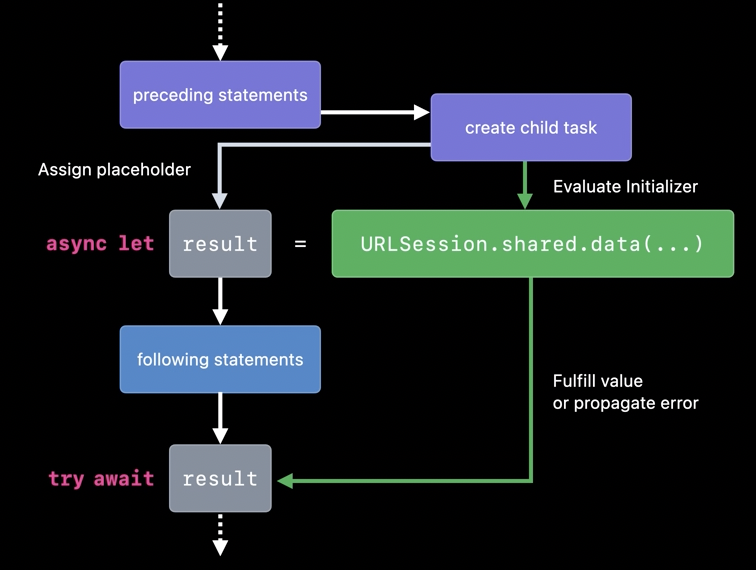 preceding statements
create child task
Assign placeholder
Evaluate Initializer
async let result = URLSession.shared.data(...)
following statements
Fulfill value
or propagate error
try await result